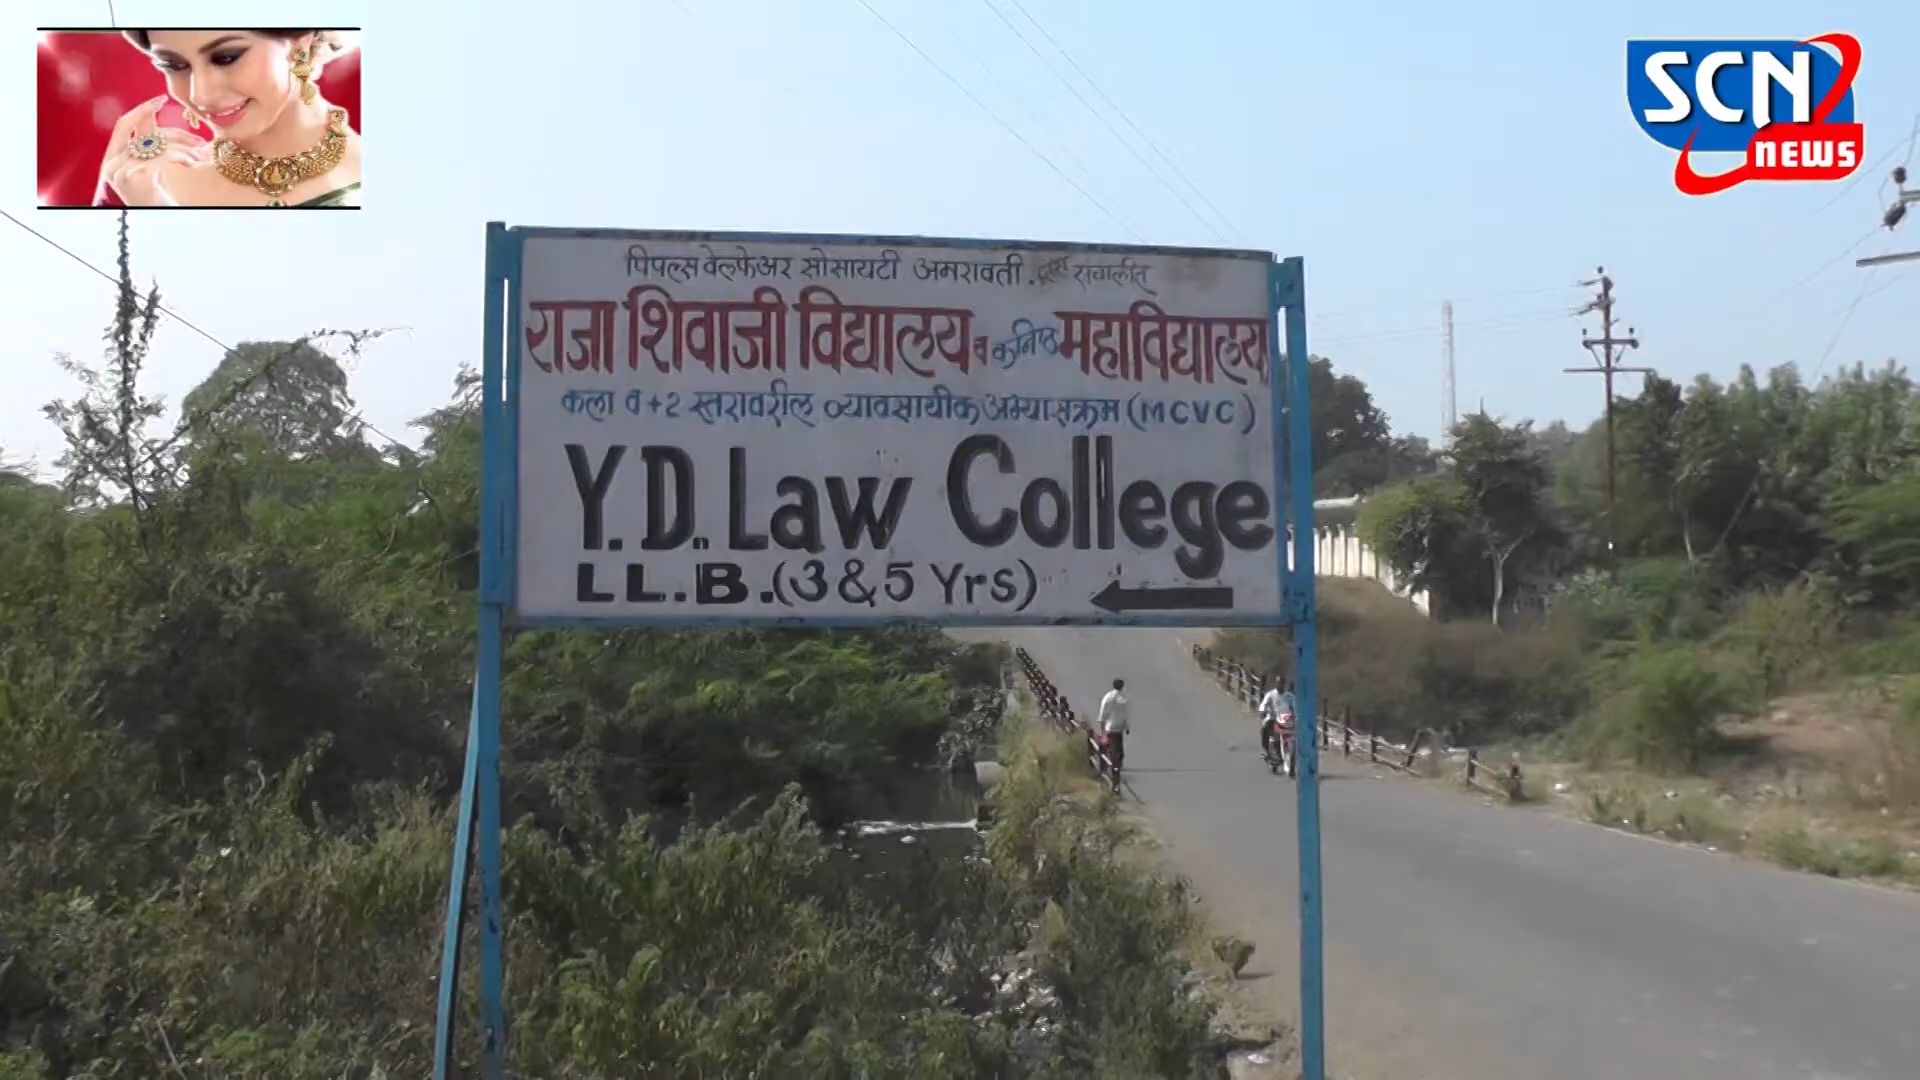 SCN
NEWS
पिपल्स वेल्फेअर सोसायटी अमरावती. द्वारा संचालीत
राजा शिवाजी विद्यालय व कनिष्ठ महाविद्यालय
कला व +2 स्तरावरील व्यावसायीक अभ्यासक्रम (MCVC)
Y.D. Law College
LL.B.(3&5 Yrs)